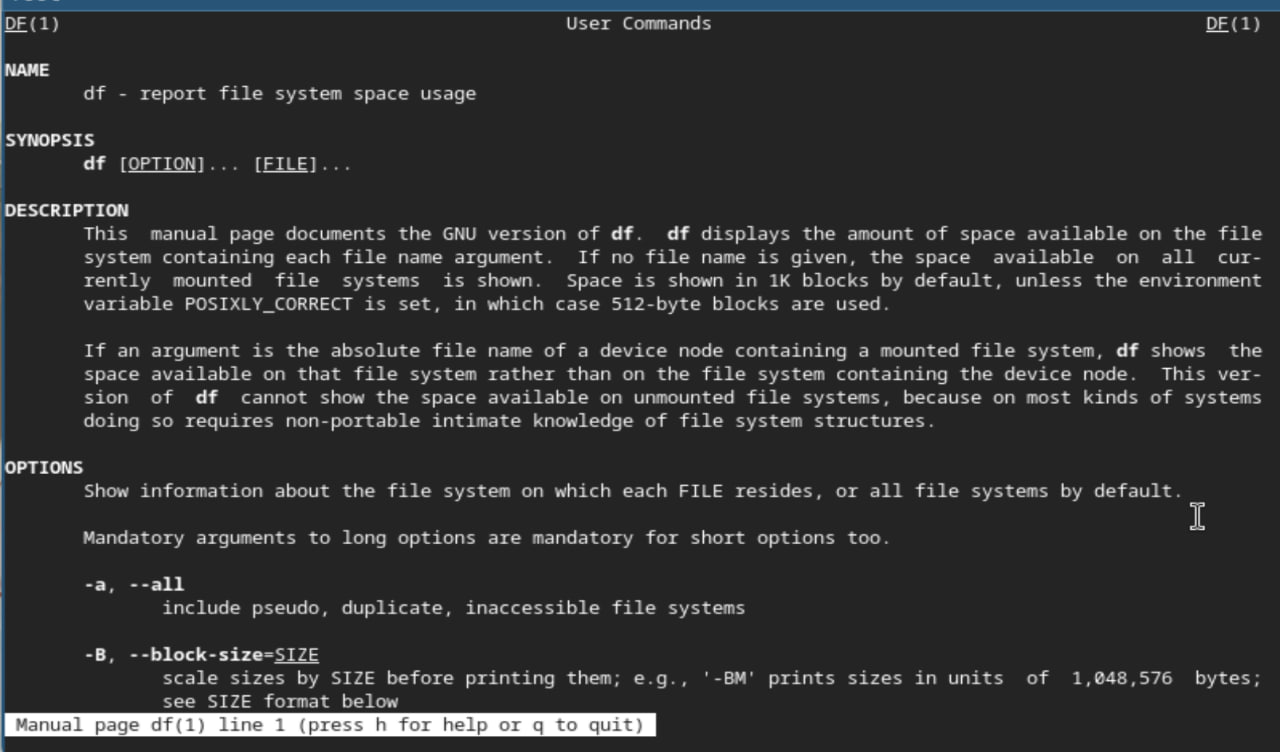 DF(1) User Commands DF(1)
NAME
df - report file system space usage
SYNOPSIS
df [OPTION]... [FILE]...
DESCRIPTION
This manual page documents the GNU version of df. df displays the amount of space available on the file
system containing each file name argument. If no file name is given, the space available on all cur-
rently mounted file systems is shown. Space is shown in 1K blocks by default, unless the environment
variable POSIXLY_CORRECT is set, in which case 512-byte blocks are used.
If an argument is the absolute file name of a device node containing a mounted file system, df shows the
space available on that file system rather than on the file system containing the device node. This ver-
sion of df cannot show the space available on unmounted file systems, because on most kinds of systems
doing so requires non-portable intimate knowledge of file system structures.
OPTIONS
Show information about the file system on which each FILE resides, or all file systems by default.
Mandatory arguments to long options are mandatory for short options too.
-a, --all
include pseudo, duplicate, inaccessible file systems
-B, --block-size=SIZE
scale sizes by SIZE before printing them; e.g., '-BM' prints sizes in units of 1,048,576 bytes;
see SIZE format below
Manual page df(1) line 1 (press h for help or q to quit)